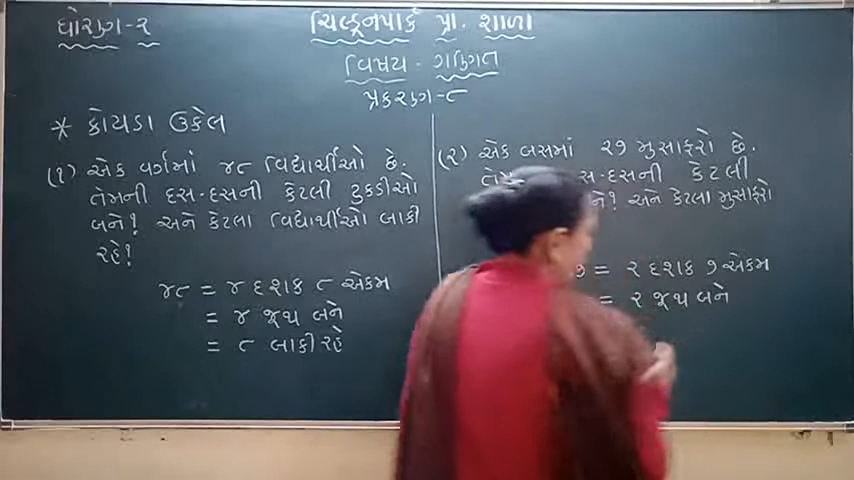 ધોરણ-૨
ચિલ્ડ્રનપાર્ક પ્રા. શાળા
વિષય - ગણિત
પ્રકરણ-૮
* કોયડા ઉકેલ
(૧) એક વર્ગમાં ૪૮ વિદ્યાર્થીઓ છે.
તેમની દસ-દસની કેટલી ટુકડીઓ
બને? અને કેટલા વિદ્યાર્થીઓ બાકી
રહે?
૪૮ = ૪ દશક ૮ એકમ
= ૪ જૂથ બને
= ૮ બાકી રહે
(૨) એક બસમાં ૨૭ મુસાફરો છે.
દસની કેટલી
અને કેટલા મુસાફરો
૭ = ૨ દશક ૭ એકમ
= ૨ જૂથ બને